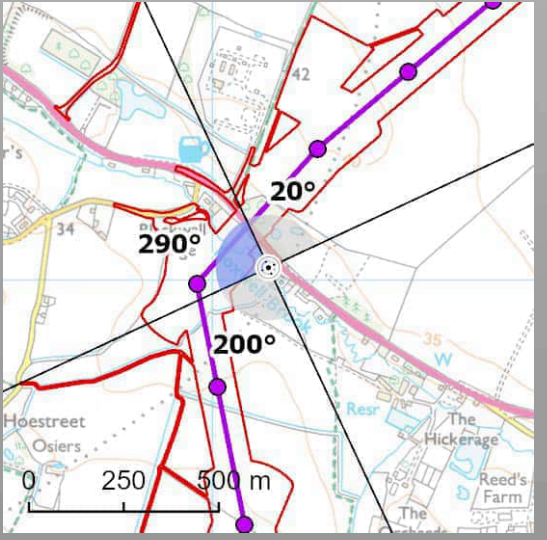 42
r's
20°
34
290°
200°
35
W
Hoestreet
Osiers
Resr
The
Hickerage
0
250
500 m
Reed's
Farm
The